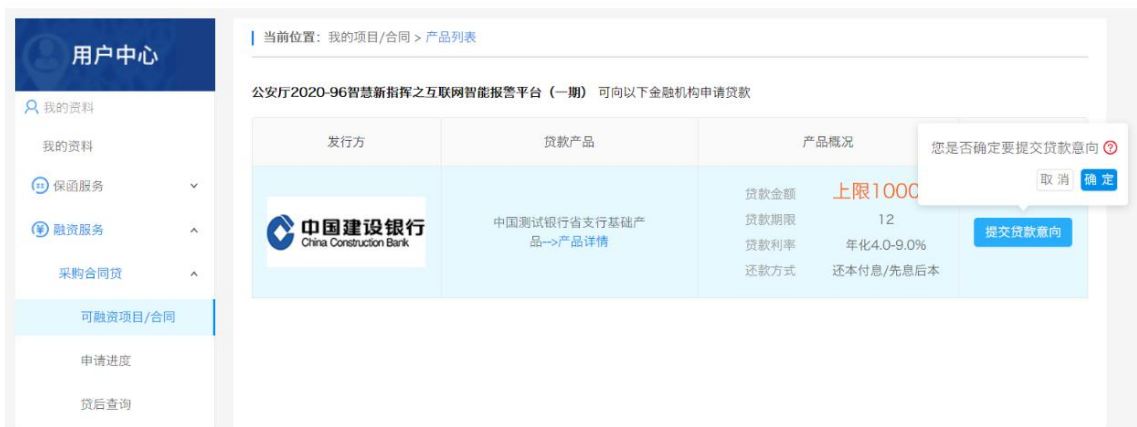 用户中心
我的资料
我的资料
保函服务
融资服务
采购合同贷
可融资项目/合同
申请进度
贷后查询
当前位置：我的项目/合同 > 产品列表
公安厅2020-96智慧新指挥之互联网智能报警平台（一期） 可向以下金融机构申请贷款
发行方 贷款产品 产品概况
您是否确定要提交贷款意向
取 消 确 定
中国建设银行
China Construction Bank
中国测试银行省支行基础产
品-->产品详情
贷款金额 上限1000
贷款期限 12
贷款利率 年化4.0-9.0%
还款方式 还本付息/先息后本
提交贷款意向